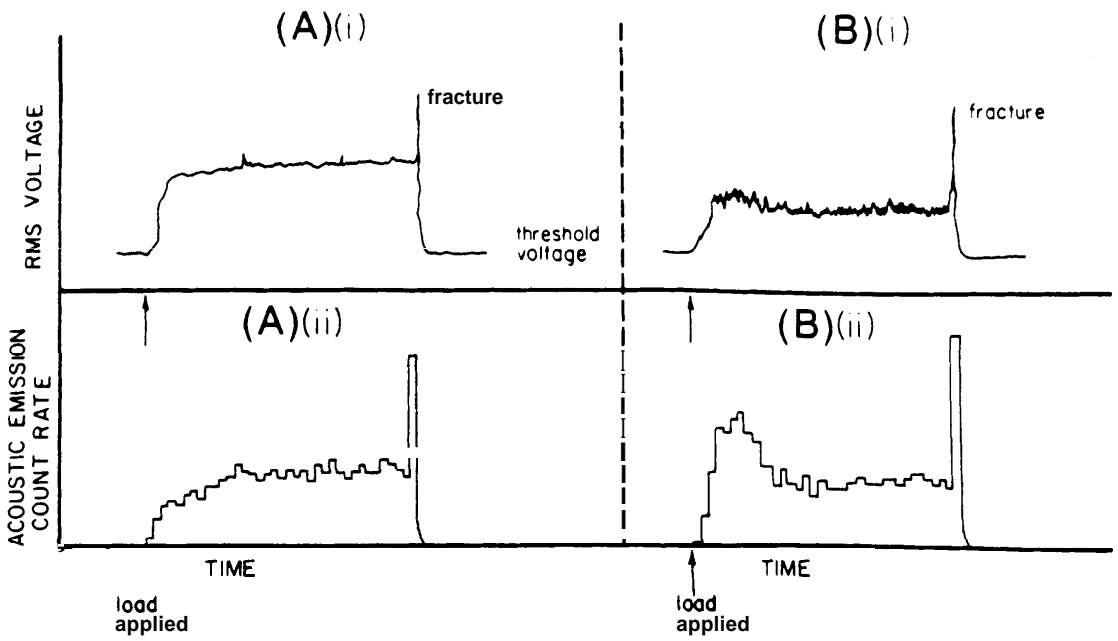 (A)(i)
(B)(i)
RMS VOLTAGE
fracture
fracture
threshold
voltage
(A)(ii)
(B)(ii)
ACOUSTIC EMISSION
COUNT RATE
TIME
TIME
load
applied
load
applied